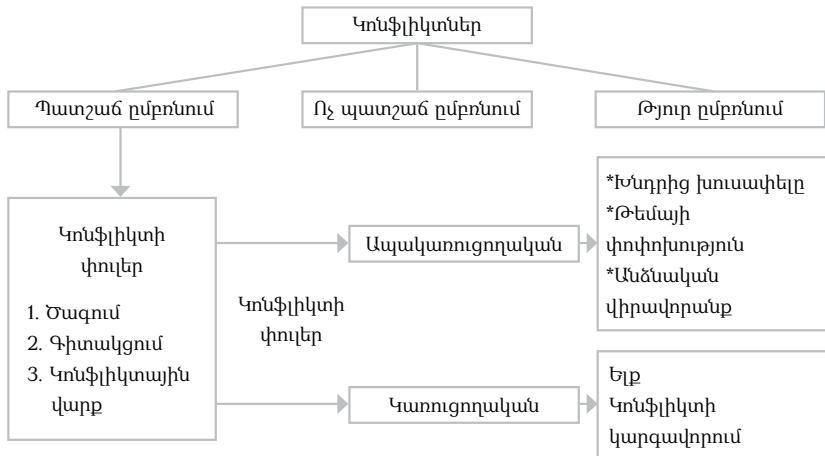 Կոնֆլիկտներ
Պատշաճ ըմբռնում
Ոչ պատշաճ ըմբռնում
Թյուր ըմբռնում
Կոնֆլիկտի
փուլեր
1. Ծագում
2. Գիտակցում
3. Կոնֆլիկտային
վարք
Կոնֆլիկտի
փուլեր
Ապակառուցողական
*Խնդրից խուսափելը
*Թեմայի
փոփոխություն
*Անձնական
վիրավորանք
Կառուցողական
Ելք
Կոնֆլիկտի
կարգավորում